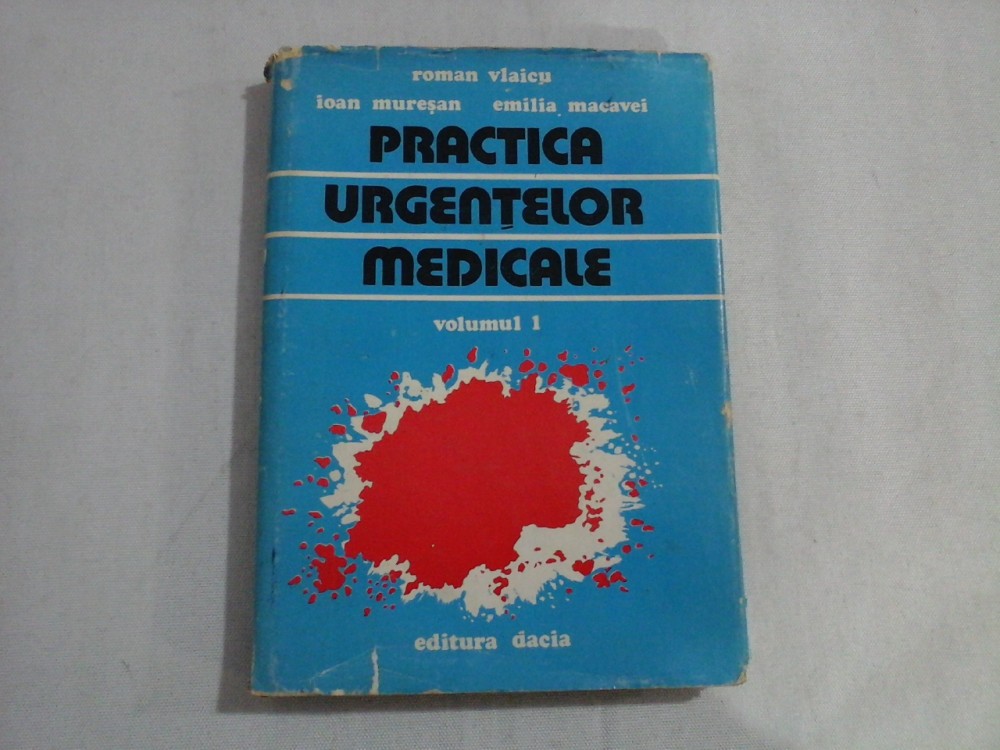 roman vlaicu
ioan mureșan emilia macavei
PRACTICA
URGENȚELOR
MEDICALE
volumul 1
editura dacia